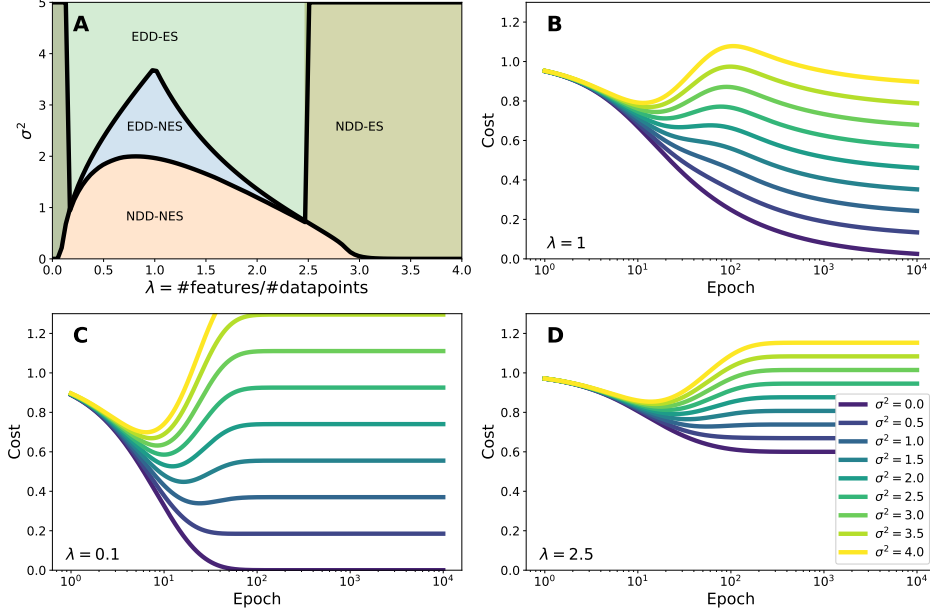 A
EDD-ES
EDD-NES
NDD-ES
NDD-NES
σ²
5
4
3
2
1
0
0.0 0.5 1.0 1.5 2.0 2.5 3.0 3.5 4.0
λ = #features/#datapoints
B
Cost
1.2
1.0
0.8
0.6
0.4
0.2
0.0
λ = 1
10⁰ 10¹ 10² 10³ 10⁴
Epoch
C
Cost
1.2
1.0
0.8
0.6
0.4
0.2
0.0
λ = 0.1
10⁰ 10¹ 10² 10³ 10⁴
Epoch
D
Cost
1.2
1.0
0.8
0.6
0.4
0.2
0.0
λ = 2.5
σ² = 0.0
σ² = 0.5
σ² = 1.0
σ² = 1.5
σ² = 2.0
σ² = 2.5
σ² = 3.0
σ² = 3.5
σ² = 4.0
10⁰ 10¹ 10² 10³ 10⁴
Epoch